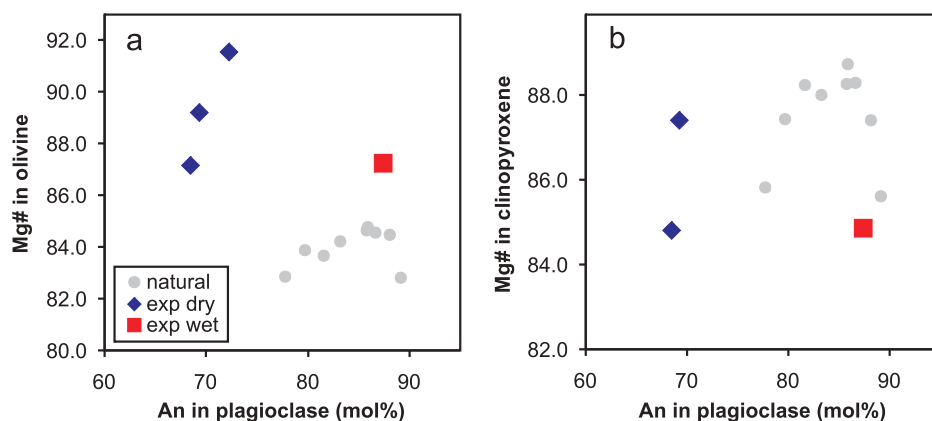 a
Mg# in olivine
92.0
90.0
88.0
86.0
84.0
82.0
80.0
natural
exp dry
exp wet
60 70 80 90
An in plagioclase (mol%)
b
Mg# in clinopyroxene
88.0
86.0
84.0
82.0
60 70 80 90
An in plagioclase (mol%)